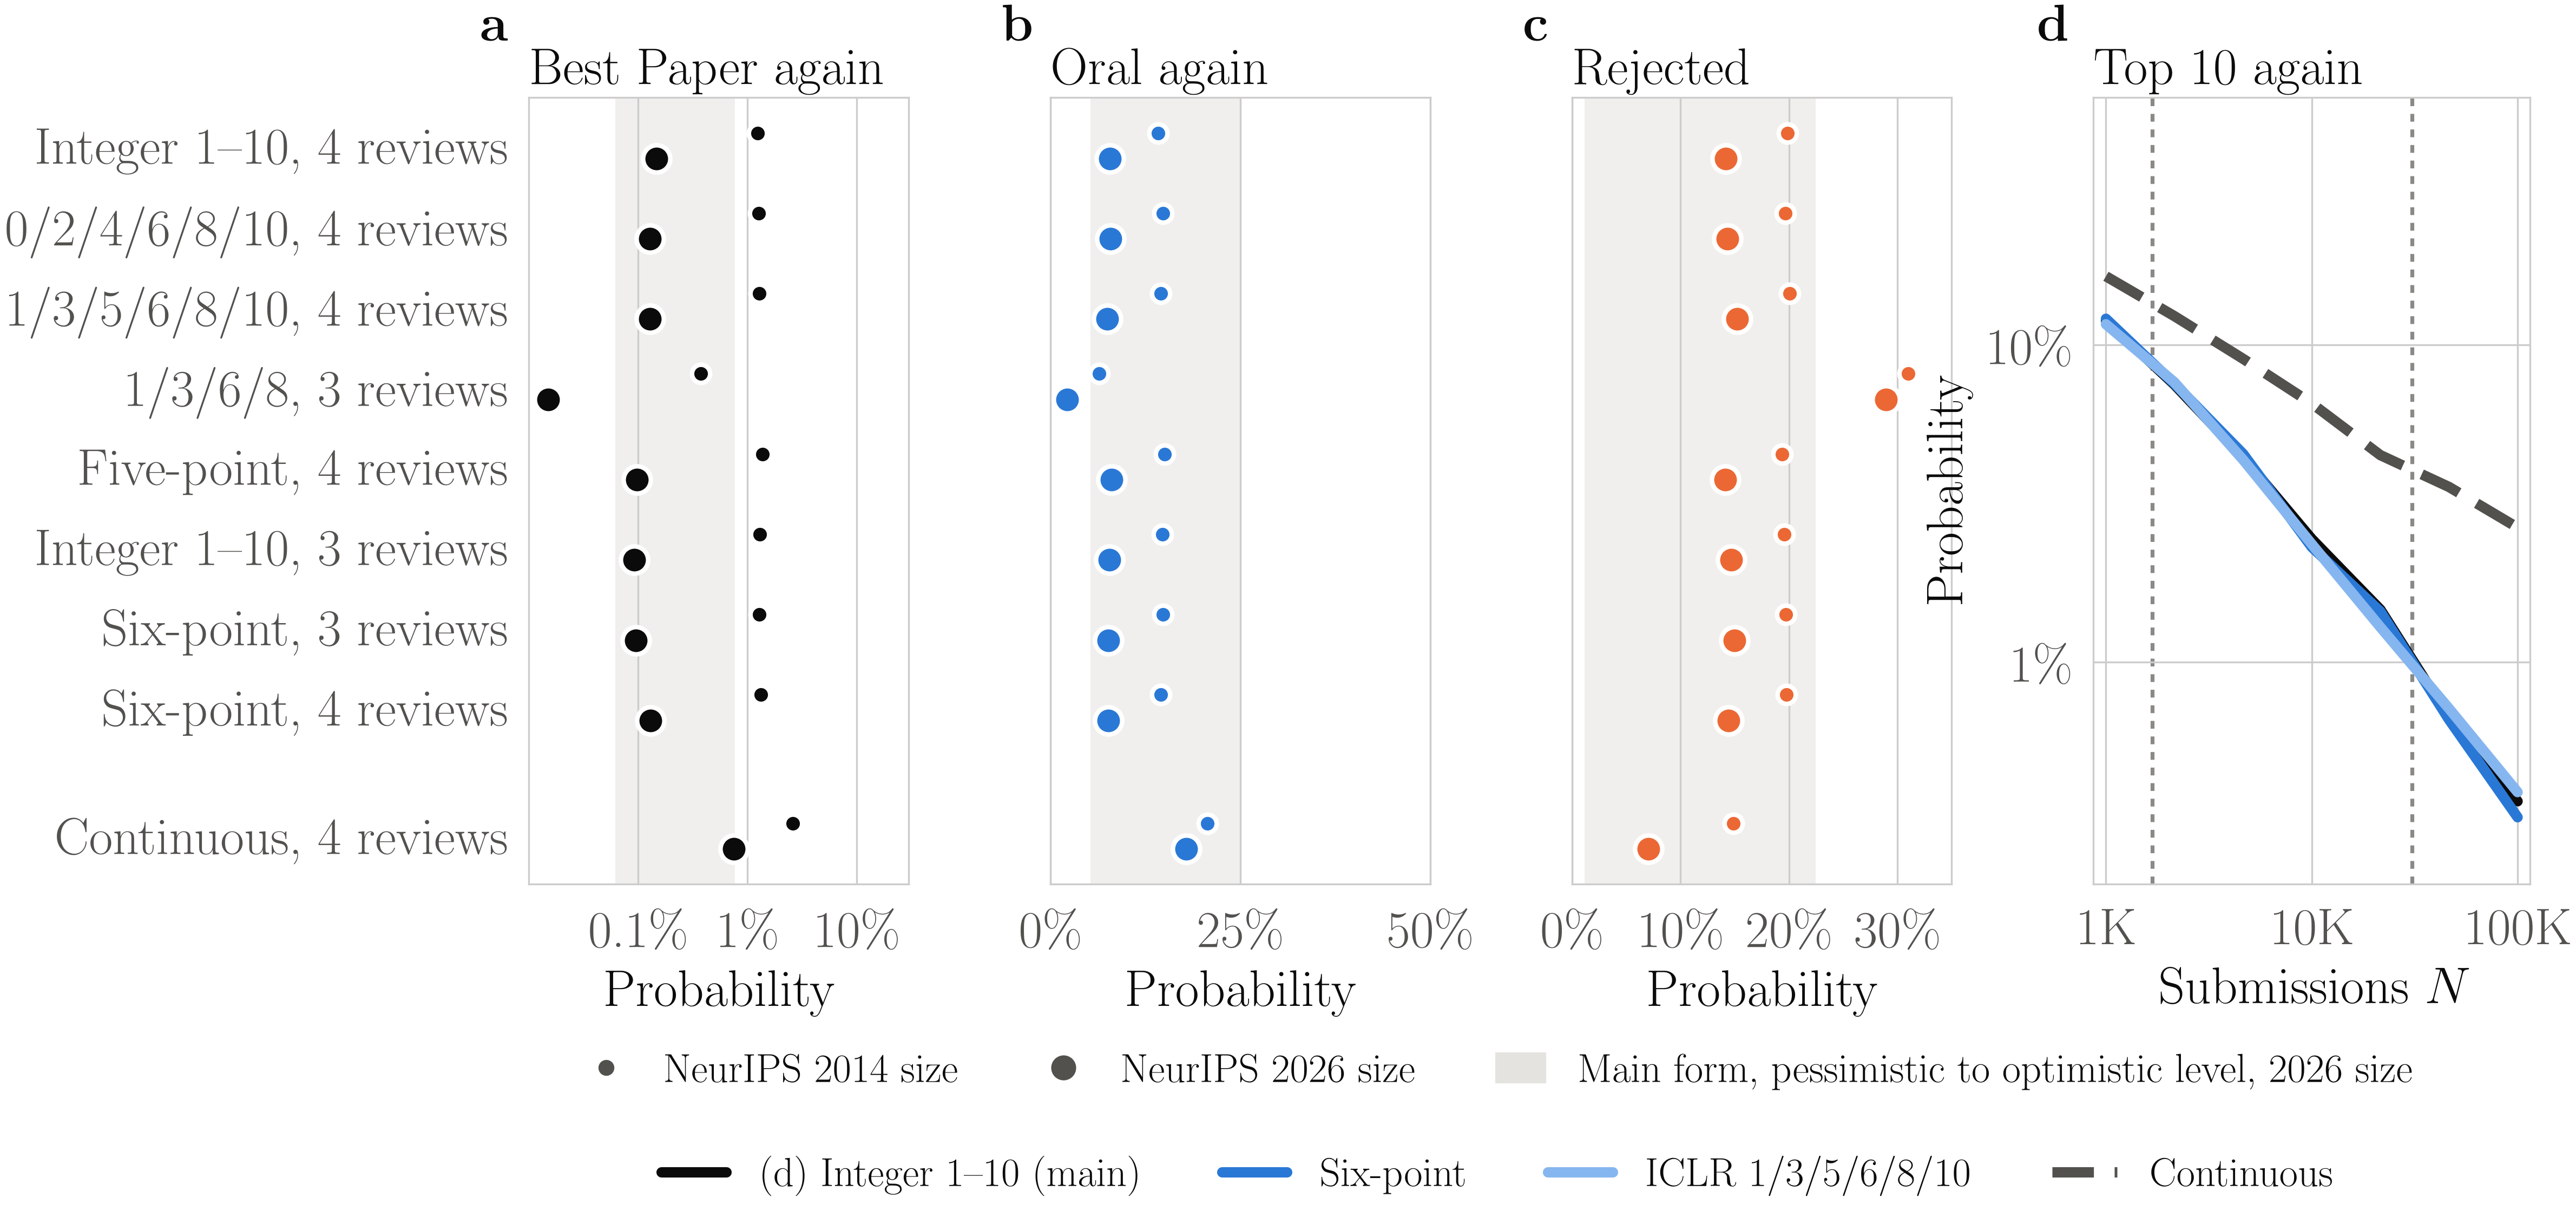 a
Best Paper again
b
Oral again
c
Rejected
d
Top 10 again
Integer 1–10, 4 reviews
0/2/4/6/8/10, 4 reviews
1/3/5/6/8/10, 4 reviews
1/3/6/8, 3 reviews
Five-point, 4 reviews
Integer 1–10, 3 reviews
Six-point, 3 reviews
Six-point, 4 reviews
Continuous, 4 reviews
0.1% 1% 10%
Probability
0% 25% 50%
Probability
0% 10% 20% 30%
Probability
Probability
10%
1%
1K 10K 100K
Submissions N
NeurIPS 2014 size
NeurIPS 2026 size
Main form, pessimistic to optimistic level, 2026 size
(d) Integer 1–10 (main)
Six-point
ICLR 1/3/5/6/8/10
Continuous